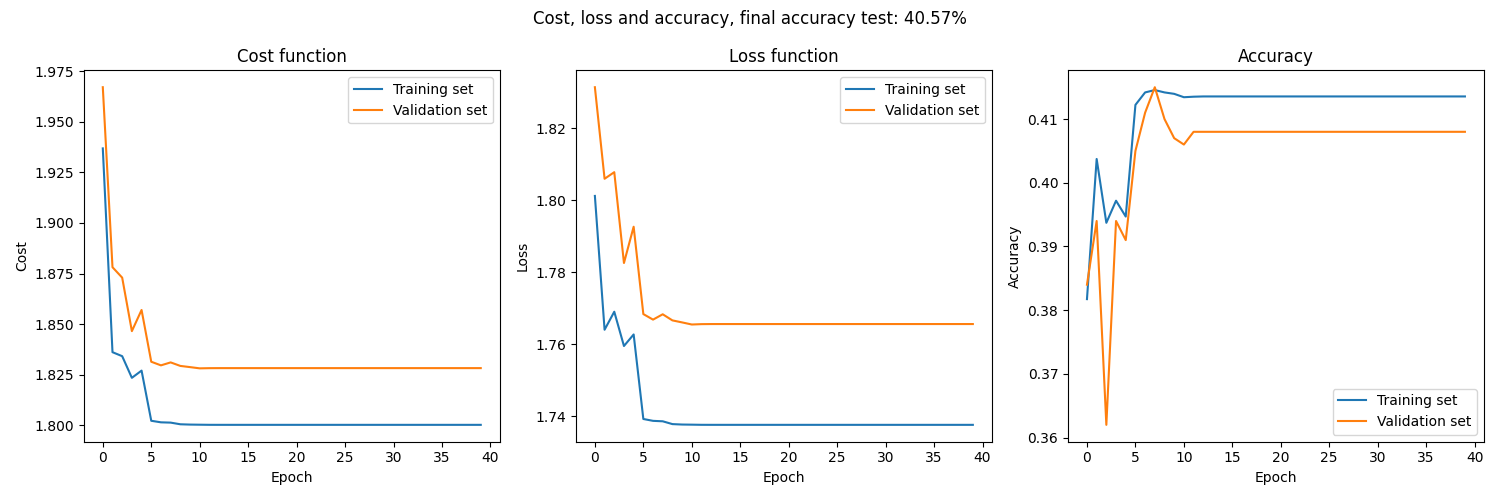 Cost, loss and accuracy, final accuracy test: 40.57%
Cost function
Loss function
Accuracy
1.975
1.950
1.925
1.900
1.875
1.850
1.825
1.800
Cost
Training set
Validation set
0 5 10 15 20 25 30 35 40
Epoch
1.82
1.80
1.78
1.76
1.74
Loss
Training set
Validation set
0 5 10 15 20 25 30 35 40
Epoch
0.41
0.40
0.39
0.38
0.37
0.36
Accuracy
Training set
Validation set
0 5 10 15 20 25 30 35 40
Epoch